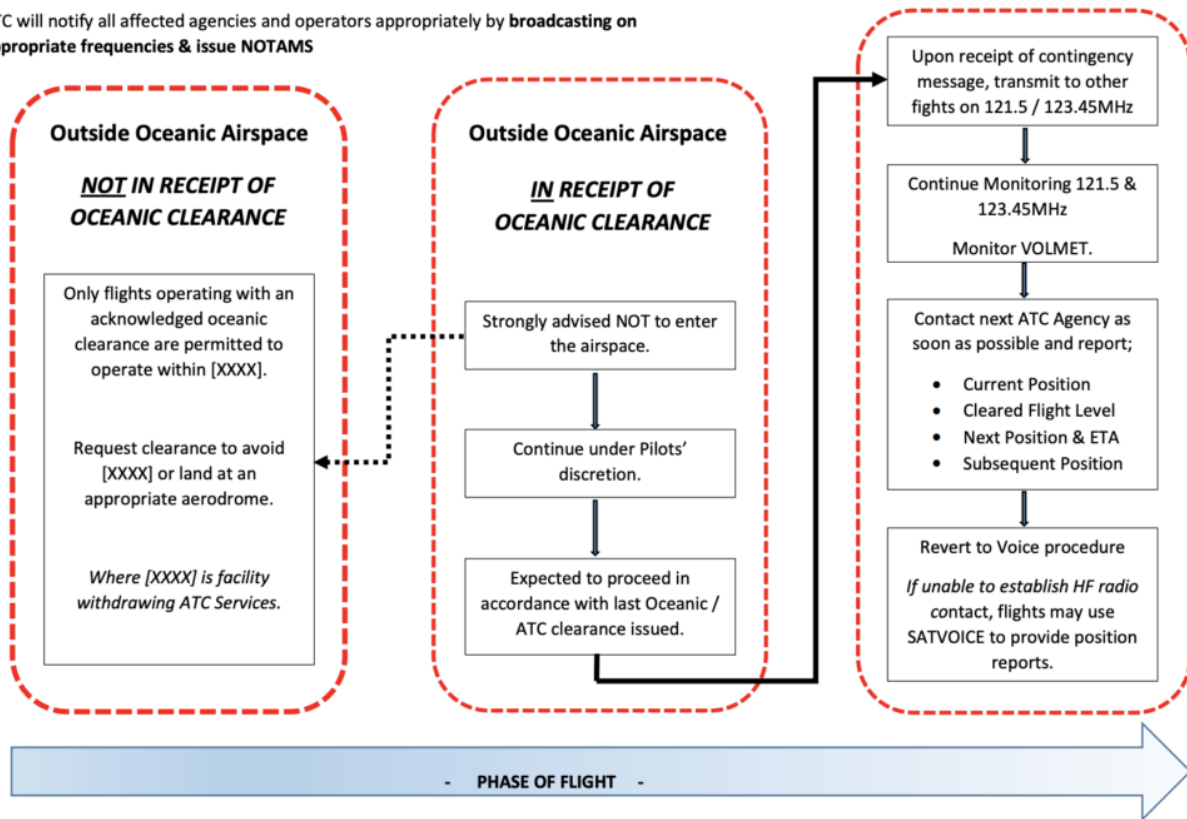 TC will notify all affected agencies and operators appropriately by broadcasting on
ppropriate frequencies & issue NOTAMS
Outside Oceanic Airspace
NOT IN RECEIPT OF
OCEANIC CLEARANCE
Only flights operating with an
acknowledged oceanic
clearance are permitted to
operate within [XXXX].
Request clearance to avoid
[XXXX] or land at an
appropriate aerodrome.
Where [XXXX] is facility
withdrawing ATC Services.
Outside Oceanic Airspace
IN RECEIPT OF
OCEANIC CLEARANCE
Strongly advised NOT to enter
the airspace.
Continue under Pilots'
discretion.
Expected to proceed in
accordance with last Oceanic /
ATC clearance issued.
Upon receipt of contingency
message, transmit to other
fights on 121.5 / 123.45MHz
Continue Monitoring 121.5 &
123.45MHz
Monitor VOLMET.
Contact next ATC Agency as
soon as possible and report;
• Current Position
• Cleared Flight Level
• Next Position & ETA
• Subsequent Position
Revert to Voice procedure
If unable to establish HF radio
contact, flights may use
SATVOICE to provide position
reports.
- PHASE OF FLIGHT -